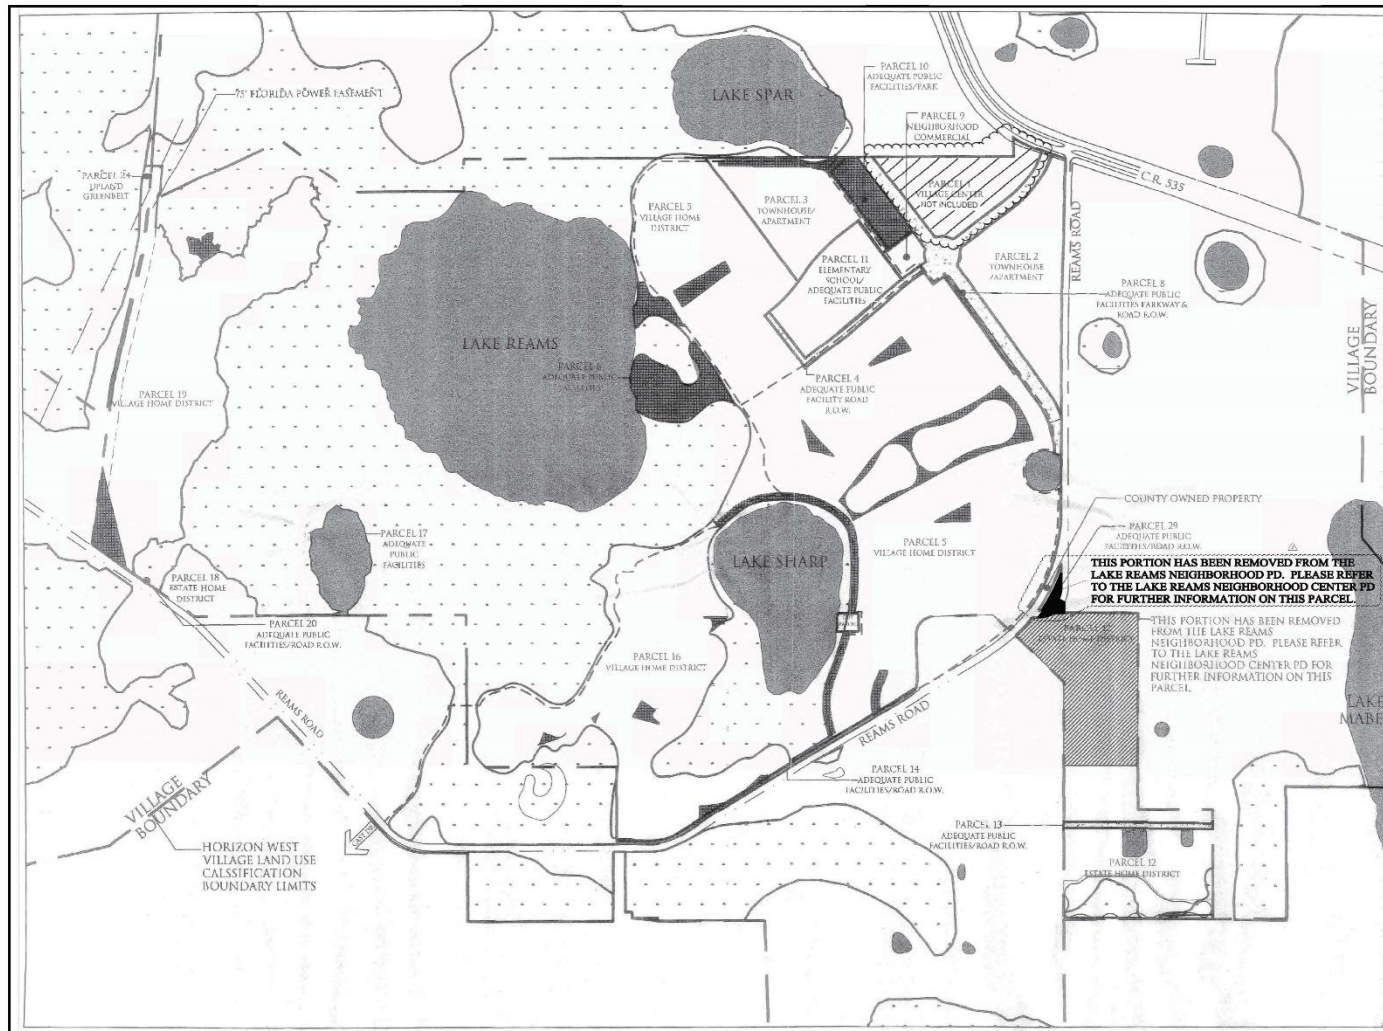 PARCEL 10
ADEQUATE PUBLIC
FACILITIES/PARK
LAKE SPAR
75' FLORIDA POWER EASEMENT
PARCEL 9
NEIGHBORHOOD
COMMERCIAL
PARCEL 24
UPLAND
GREENBELT
C.R. 535
PARCEL 1
VILLAGE CENTER
NOT INCLUDED
PARCEL 5
VILLAGE HOME
DISTRICT
PARCEL 3
TOWNHOUSE/
APARTMENT
REAMS ROAD
PARCEL 2
TOWNHOUSE
/APARTMENT
PARCEL 11
ELEMENTARY
SCHOOL/
ADEQUATE PUBLIC
FACILITIES
PARCEL 8
ADEQUATE PUBLIC
FACILITIES PARKWAY &
ROAD R.O.W.
VILLAGE
BOUNDARY
LAKE REAMS
PARCEL 6
ADEQUATE PUBLIC
FACILITIES
PARCEL 4
ADEQUATE PUBLIC
FACILITY ROAD
R.O.W.
PARCEL 19
VILLAGE HOME DISTRICT
COUNTY OWNED PROPERTY
PARCEL 29
ADEQUATE PUBLIC
FACILITIES/ROAD R.O.W.
PARCEL 17
ADEQUATE
PUBLIC
FACILITIES
PARCEL 5
VILLAGE HOME DISTRICT
LAKE SHARP
THIS PORTION HAS BEEN REMOVED FROM THE
LAKE REAMS NEIGHBORHOOD PD. PLEASE REFER
TO THE LAKE REAMS NEIGHBORHOOD CENTER PD
FOR FURTHER INFORMATION ON THIS PARCEL.
PARCEL 18
ESTATE HOME
DISTRICT
PARCEL 20
ADEQUATE PUBLIC
FACILITIES/ROAD R.O.W.
THIS PORTION HAS BEEN REMOVED
FROM THE LAKE REAMS
NEIGHBORHOOD PD. PLEASE REFER
TO THE LAKE REAMS
NEIGHBORHOOD CENTER PD FOR
FURTHER INFORMATION ON THIS
PARCEL.
PARCEL 12
ESTATE HOME DISTRICT
PARCEL 16
VILLAGE HOME DISTRICT
REAMS ROAD
REAMS ROAD
LAKE
MABE
VILLAGE
BOUNDARY
PARCEL 14
ADEQUATE PUBLIC
FACILITIES/ROAD R.O.W.
PARCEL 13
ADEQUATE PUBLIC
FACILITIES/ROAD R.O.W.
HORIZON WEST
VILLAGE LAND USE
CALSSIFICATION
BOUNDARY LIMITS
PARCEL 12
ESTATE HOME DISTRICT